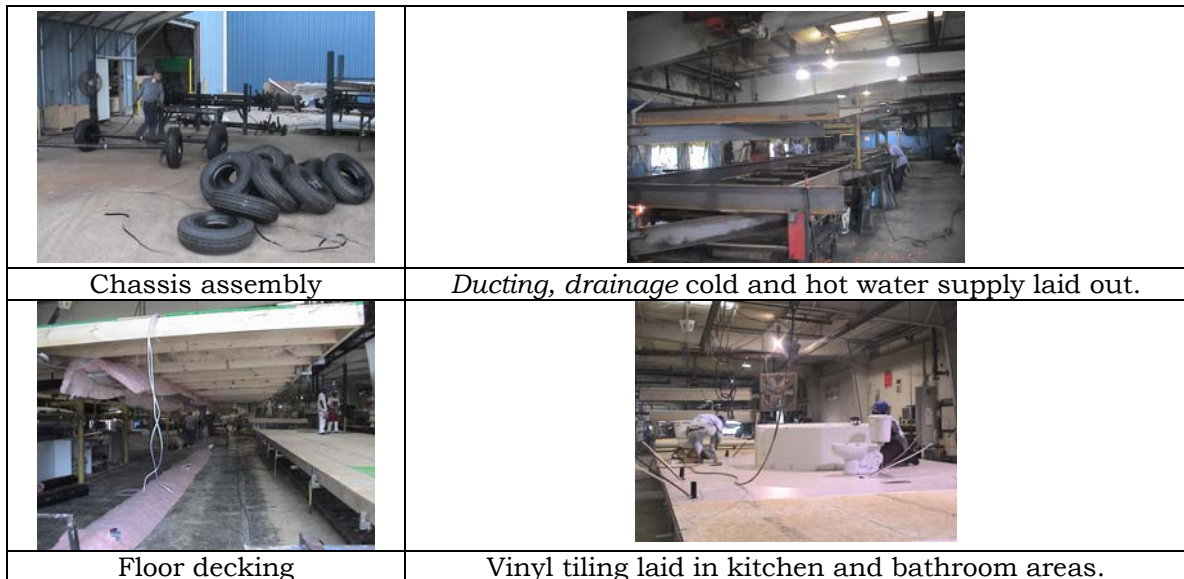 Chassis assembly
Ducting, drainage cold and hot water supply laid out.
Floor decking
Vinyl tiling laid in kitchen and bathroom areas.